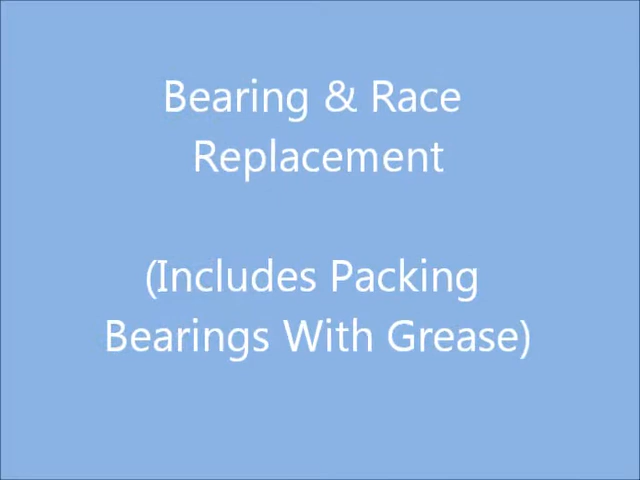 Bearing & Race
Replacement
(Includes Packing
Bearings With Grease)